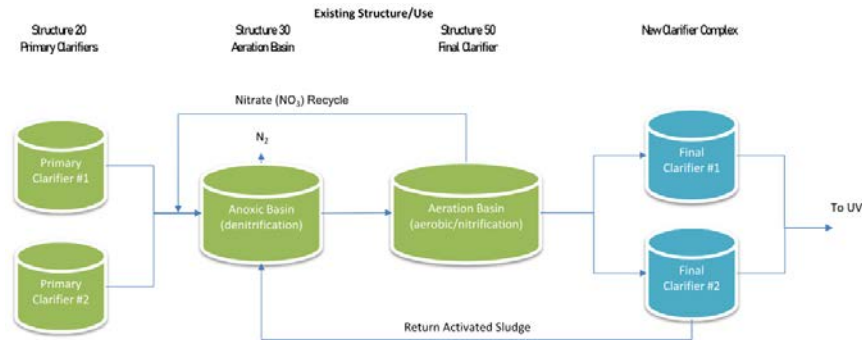 Existing Structure/Use
Structure 20
Primary Clarifiers
Structure 30
Aeration Basin
Structure 50
Final Clarifier
New Clarifier Complex
Nitrate (NO₃) Recycle
N₂
Primary
Clarifier #1
Primary
Clarifier #2
Anoxic Basin
(denitrification)
Aeration Basin
(aerobic/nitrification)
Final
Clarifier #1
Final
Clarifier #2
To UV
Return Activated Sludge